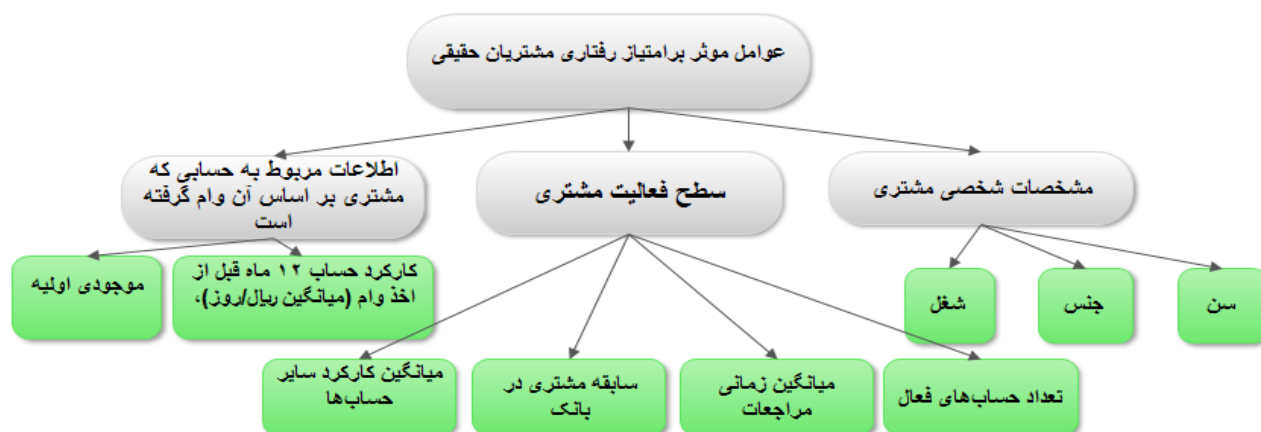 عوامل موثر برامتیاز رفتاری مشتریان حقیقی
مشخصات شخصی مشتری
سطح فعالیت مشتری
اطلاعات مربوط به حسابی که
مشتری بر اساس آن وام گرفته
است
سن
جنس
شغل
کارکرد حساب ۱۲ ماه قبل از
اخذ وام (میانگین ریال/روز)،
موجودی اولیه
تعداد حساب‌های فعال
میانگین زمانی
مراجعات
سابقه مشتری در
بانک
میانگین کارکرد سایر
حساب‌ها